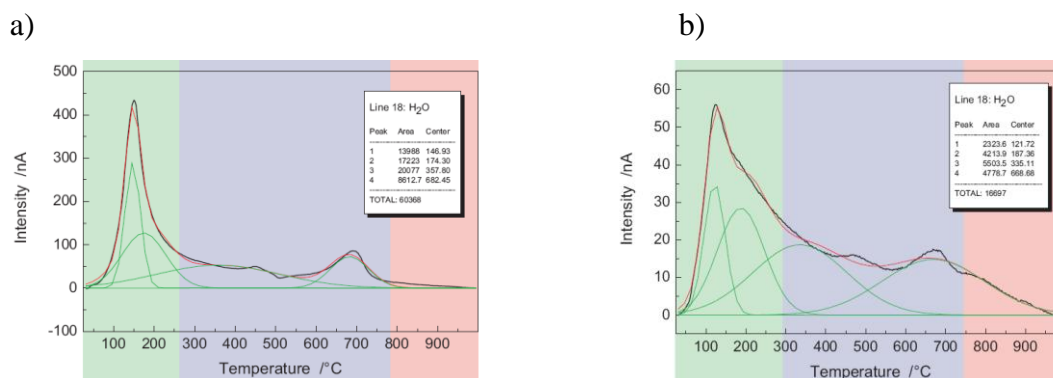 a)
500
400
300
200
100
0
-100
Intensity /nA
Line 18: H₂O
Peak Area Center
1 13988 146.93
2 17223 174.30
3 20077 357.80
4 8612.7 682.45
TOTAL: 60368
100 200 300 400 500 600 700 800 900
Temperature /°C
b)
60
50
40
30
20
10
0
Intensity /nA
Line 18: H₂O
Peak Area Center
1 2323.6 121.72
2 4213.9 187.36
3 5503.5 335.11
4 4778.7 668.68
TOTAL: 16697
100 200 300 400 500 600 700 800 900
Temperature /°C